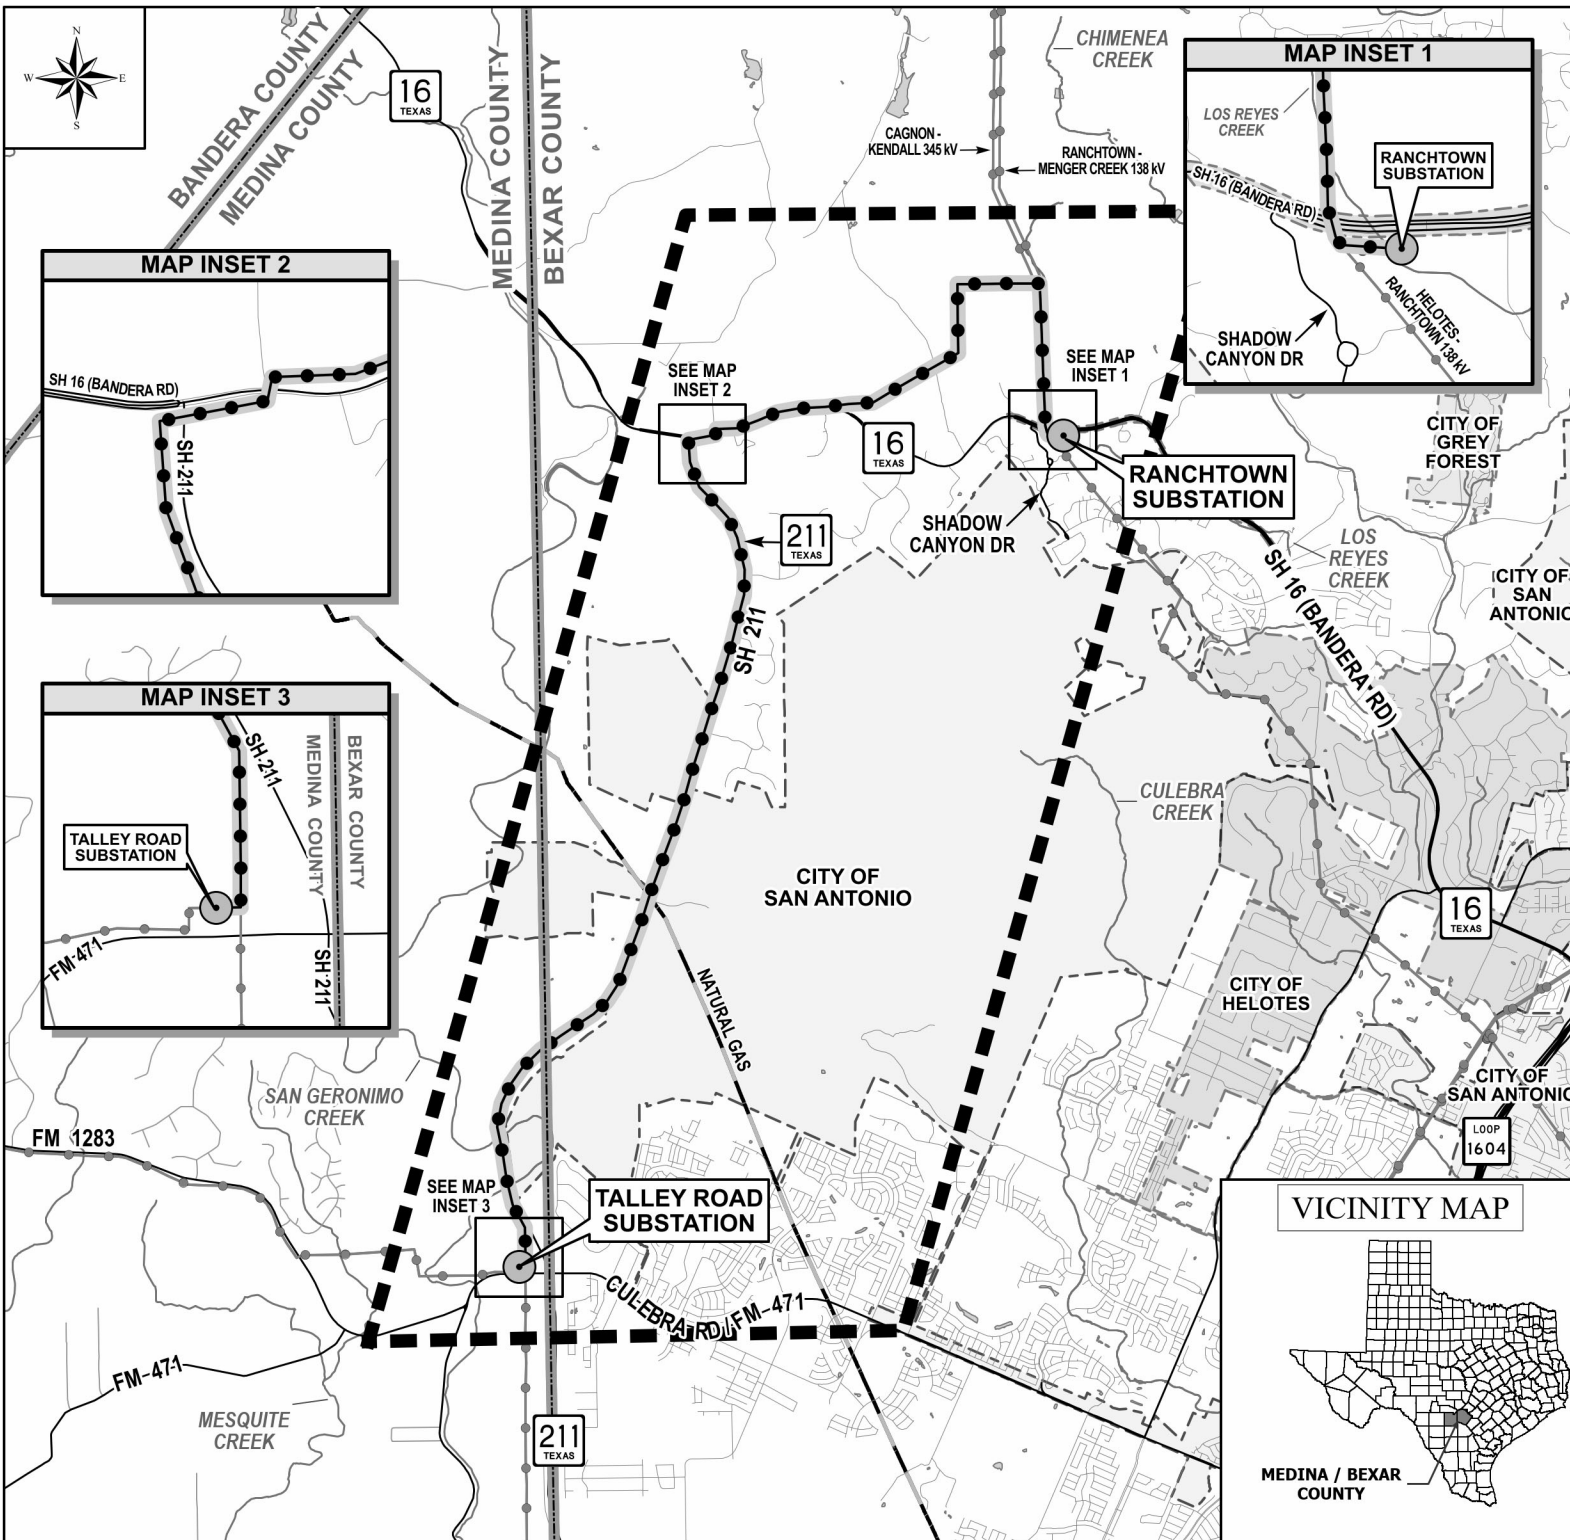 N
W
E
S
BANDERA COUNTY
MEDINA COUNTY
16
TEXAS
MEDINA COUNTY
BEXAR COUNTY
CHIMENEA
CREEK
CAGNON -
KENDALL 345 kV
RANCHTOWN -
MENGER CREEK 138 kV
MAP INSET 1
LOS REYES
CREEK
RANCHTOWN
SUBSTATION
SH 16 (BANDERA RD)
HELOTES -
RANCHTOWN 138 kV
SHADOW
CANYON DR
MAP INSET 2
SH 16 (BANDERA RD)
SH 211
SEE MAP
INSET 2
SEE MAP
INSET 1
16
TEXAS
RANCHTOWN
SUBSTATION
CITY OF
GREY
FOREST
SHADOW
CANYON DR
211
TEXAS
LOS
REYES
CREEK
CITY OF
SAN
ANTONIO
SH 16 (BANDERA RD)
SH 211
MAP INSET 3
SH 211
MEDINA COUNTY
BEXAR COUNTY
TALLEY ROAD
SUBSTATION
FM 471
SH 211
CULEBRA
CREEK
CITY OF
SAN ANTONIO
16
TEXAS
NATURAL GAS
CITY OF
HELOTES
CITY OF
SAN ANTONIO
SAN GERONIMO
CREEK
FM 1283
LOOP
1604
SEE MAP
INSET 3
TALLEY ROAD
SUBSTATION
CULEBRA RD / FM 471
FM 471
MESQUITE
CREEK
211
TEXAS
VICINITY MAP
MEDINA / BEXAR
COUNTY